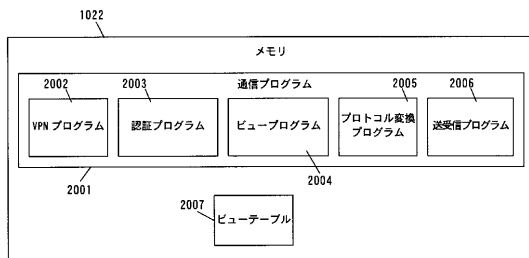 1022
メモリ
通信プログラム
2002
2003
2005
2006
VPN プログラム
認証プログラム
ビュープログラム
プロトコル変換
プログラム
送受信プログラム
2001
2004
2007
ビューテーブル